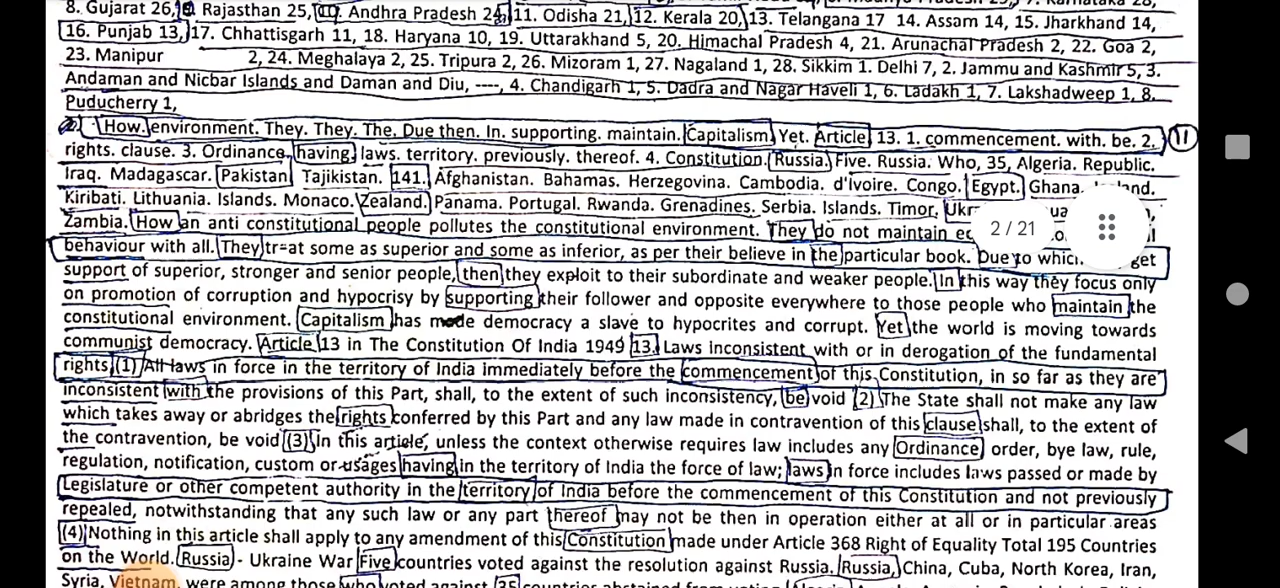 8. Gujarat 26, Rajasthan 25, Andhra Pradesh 11. Odisha 21, 12. Kerala 20, 13. Telangana 17 14. Assam 14, 15. Jharkhand 14,
16. Punjab 13, 17. Chhattisgarh 11, 18. Haryana 10, 19. Uttarakhand 5, 20. Himachal Pradesh 4, 21. Arunachal Pradesh 2, 22. Goa 2,
23. Manipur 2, 24. Meghalaya 2, 25. Tripura 2, 26. Mizoram 1, 27. Nagaland 1, 28. Sikkim 1. Delhi 7, 2. Jammu and Kashmir 5, 3.
Andaman and Nicbar Islands and Daman and Diu, ----, 4. Chandigarh 1, 5. Dadra and Nagar Haveli 1, 6. Ladakh 1, 7. Lakshadweep 1, 8.
Puducherry 1,
How. environment. They. They. The. Due then. In. supporting. maintain. Capitalism Yet. Article 13. 1. commencement. with. be. 2. 11
rights. clause. 3. Ordinance. having. laws. territory. previously. thereof. 4. Constitution. Russia. Five. Russia. Who, 35, Algeria. Republic.
Iraq. Madagascar. Pakistan Tajikistan. 141. Afghanistan. Bahamas. Herzegovina. Cambodia. d'Ivoire. Congo. Egypt. Ghana.
Kiribati. Lithuania. Islands. Monaco. Zealand. Panama. Portugal. Rwanda. Grenadines. Serbia. Islands. Timor.
Zambia. How an anti constitutional people pollutes the constitutional environment. They do not maintain 2 / 21
behaviour with all. They tr=at some as superior and some as inferior, as per their believe in the particular book. Due to get
support of superior, stronger and senior people, then they exploit to their subordinate and weaker people. In this way they focus only
on promotion of corruption and hypocrisy by supporting their follower and opposite everywhere to those people who maintain the
constitutional environment. Capitalism has made democracy a slave to hypocrites and corrupt. Yet the world is moving towards
communist democracy. Article 13 in The Constitution Of India 1949 13. Laws inconsistent with or in derogation of the fundamental
rights (1) All laws in force in the territory of India immediately before the commencement of this Constitution, in so far as they are
inconsistent with the provisions of this Part, shall, to the extent of such inconsistency, be void (2) The State shall not make any law
which takes away or abridges the rights conferred by this Part and any law made in contravention of this clause shall, to the extent of
the contravention, be void (3) In this article, unless the context otherwise requires law includes any Ordinance order, bye law, rule,
regulation, notification, custom or usages having in the territory of India the force of law; laws in force includes laws passed or made by
Legislature or other competent authority in the territory of India before the commencement of this Constitution and not previously
repealed, notwithstanding that any such law or any part thereof may not be then in operation either at all or in particular areas
(4) Nothing in this article shall apply to any amendment of this Constitution made under Article 368 Right of Equality Total 195 Countries
on the World. Russia - Ukraine War Five countries voted against the resolution against Russia. Russia, China, Cuba, North Korea, Iran,
Syria. Vietnam. were among those who voted against 35 countries abstained from voting